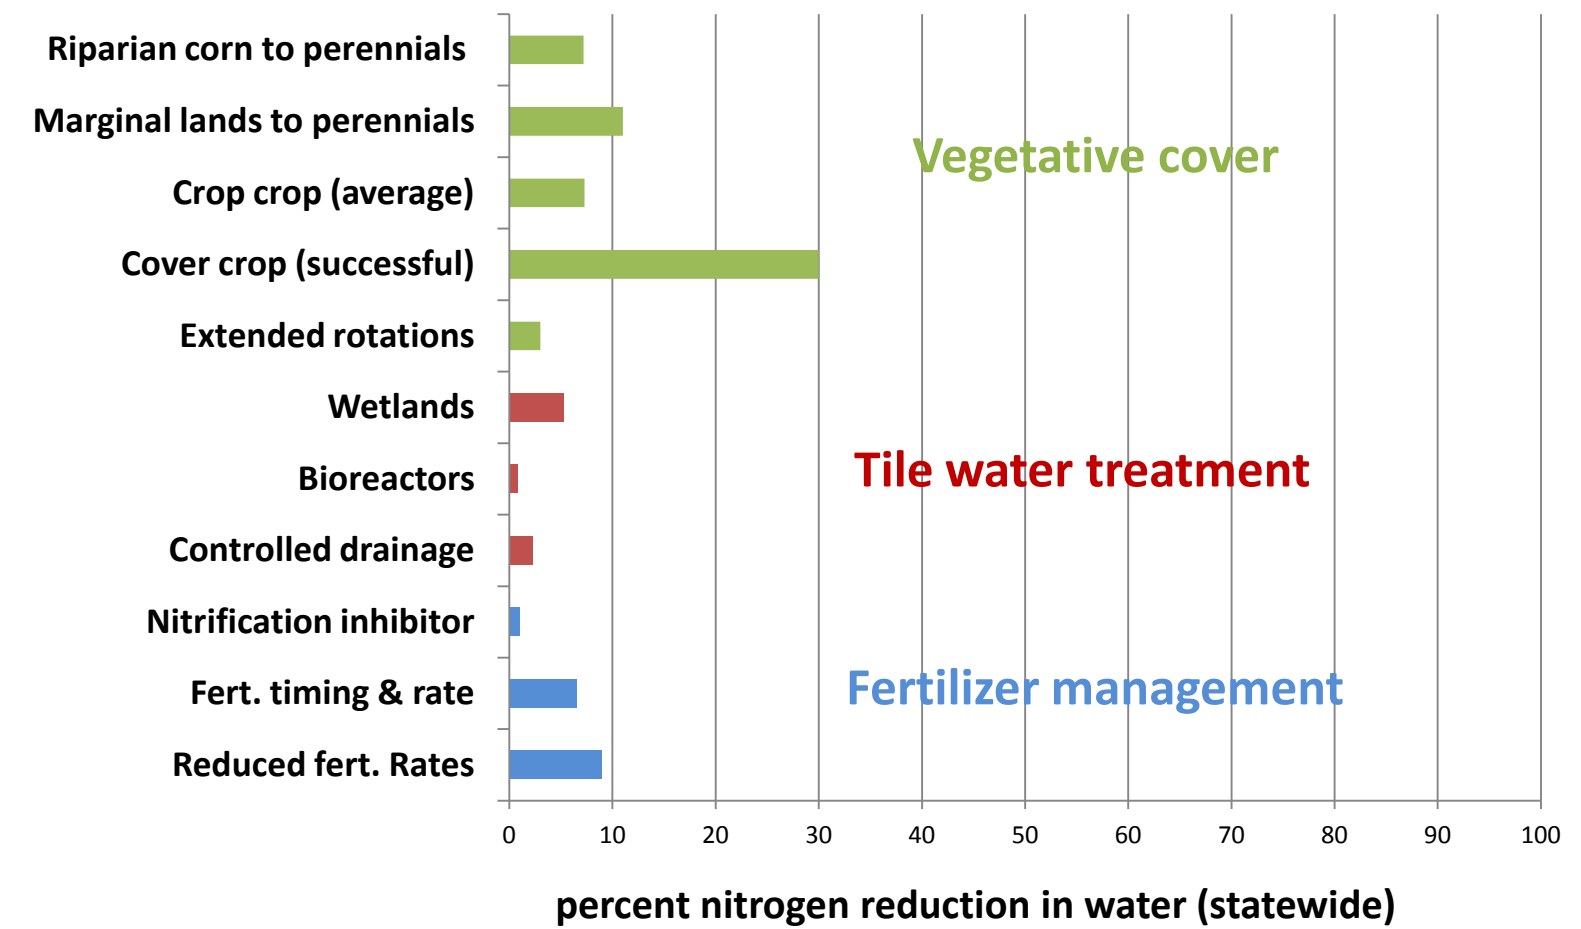 Riparian corn to perennials
Marginal lands to perennials
Vegetative cover
Crop crop (average)
Cover crop (successful)
Extended rotations
Wetlands
Tile water treatment
Bioreactors
Controlled drainage
Nitrification inhibitor
Fertilizer management
Fert. timing & rate
Reduced fert. Rates
0 10 20 30 40 50 60 70 80 90 100
percent nitrogen reduction in water (statewide)